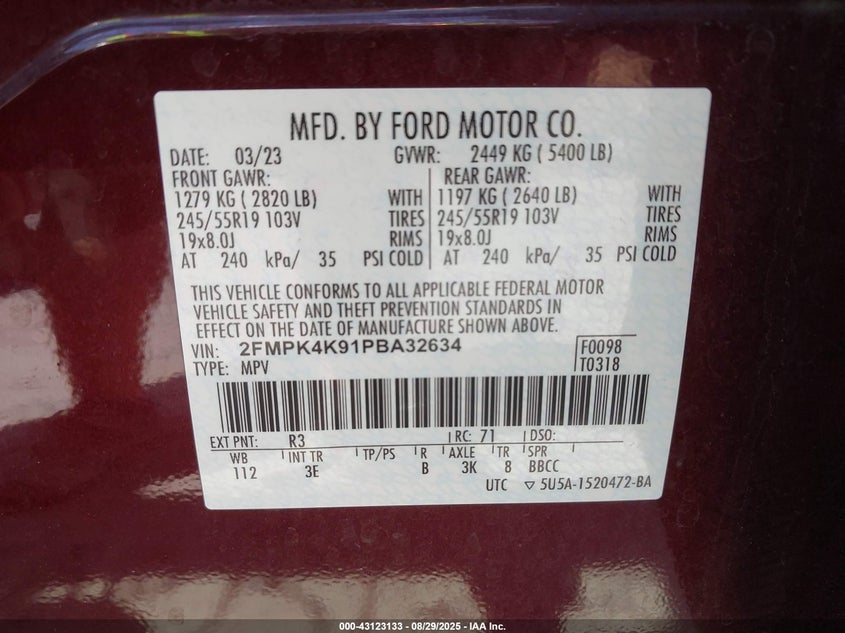 MFD. BY FORD MOTOR CO.
DATE: 03/23 GVWR: 2449 KG ( 5400 LB)
FRONT GAWR: REAR GAWR:
1279 KG ( 2820 LB) WITH 1197 KG ( 2640 LB) WITH
245/55R19 103V TIRES 245/55R19 103V TIRES
19x8.0J RIMS 19x8.0J RIMS
AT 240 kPa/ 35 PSI COLD AT 240 kPa/ 35 PSI COLD
THIS VEHICLE CONFORMS TO ALL APPLICABLE FEDERAL MOTOR
VEHICLE SAFETY AND THEFT PREVENTION STANDARDS IN
EFFECT ON THE DATE OF MANUFACTURE SHOWN ABOVE.
VIN: 2FMPK4K91PBA32634 F0098
TYPE: MPV T0318
EXT PNT: R3 RC: 71 DSO:
WB INT TR TP/PS R AXLE TR SPR
112 3E B 3K 8 BBCC
UTC ▽ 5U5A-1520472-BA
000-43123133 - 08/29/2025 - IAA Inc.